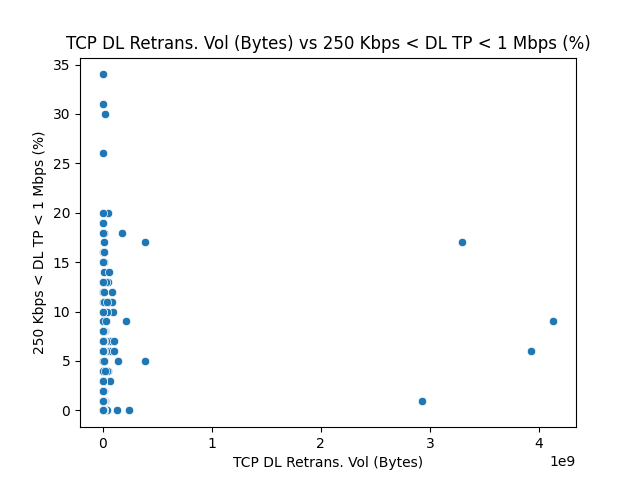 TCP DL Retrans. Vol (Bytes) vs 250 Kbps < DL TP < 1 Mbps (%)
35
30
25
20
15
10
5
0
250 Kbps < DL TP < 1 Mbps (%)
0 1 2 3 4
1e9
TCP DL Retrans. Vol (Bytes)